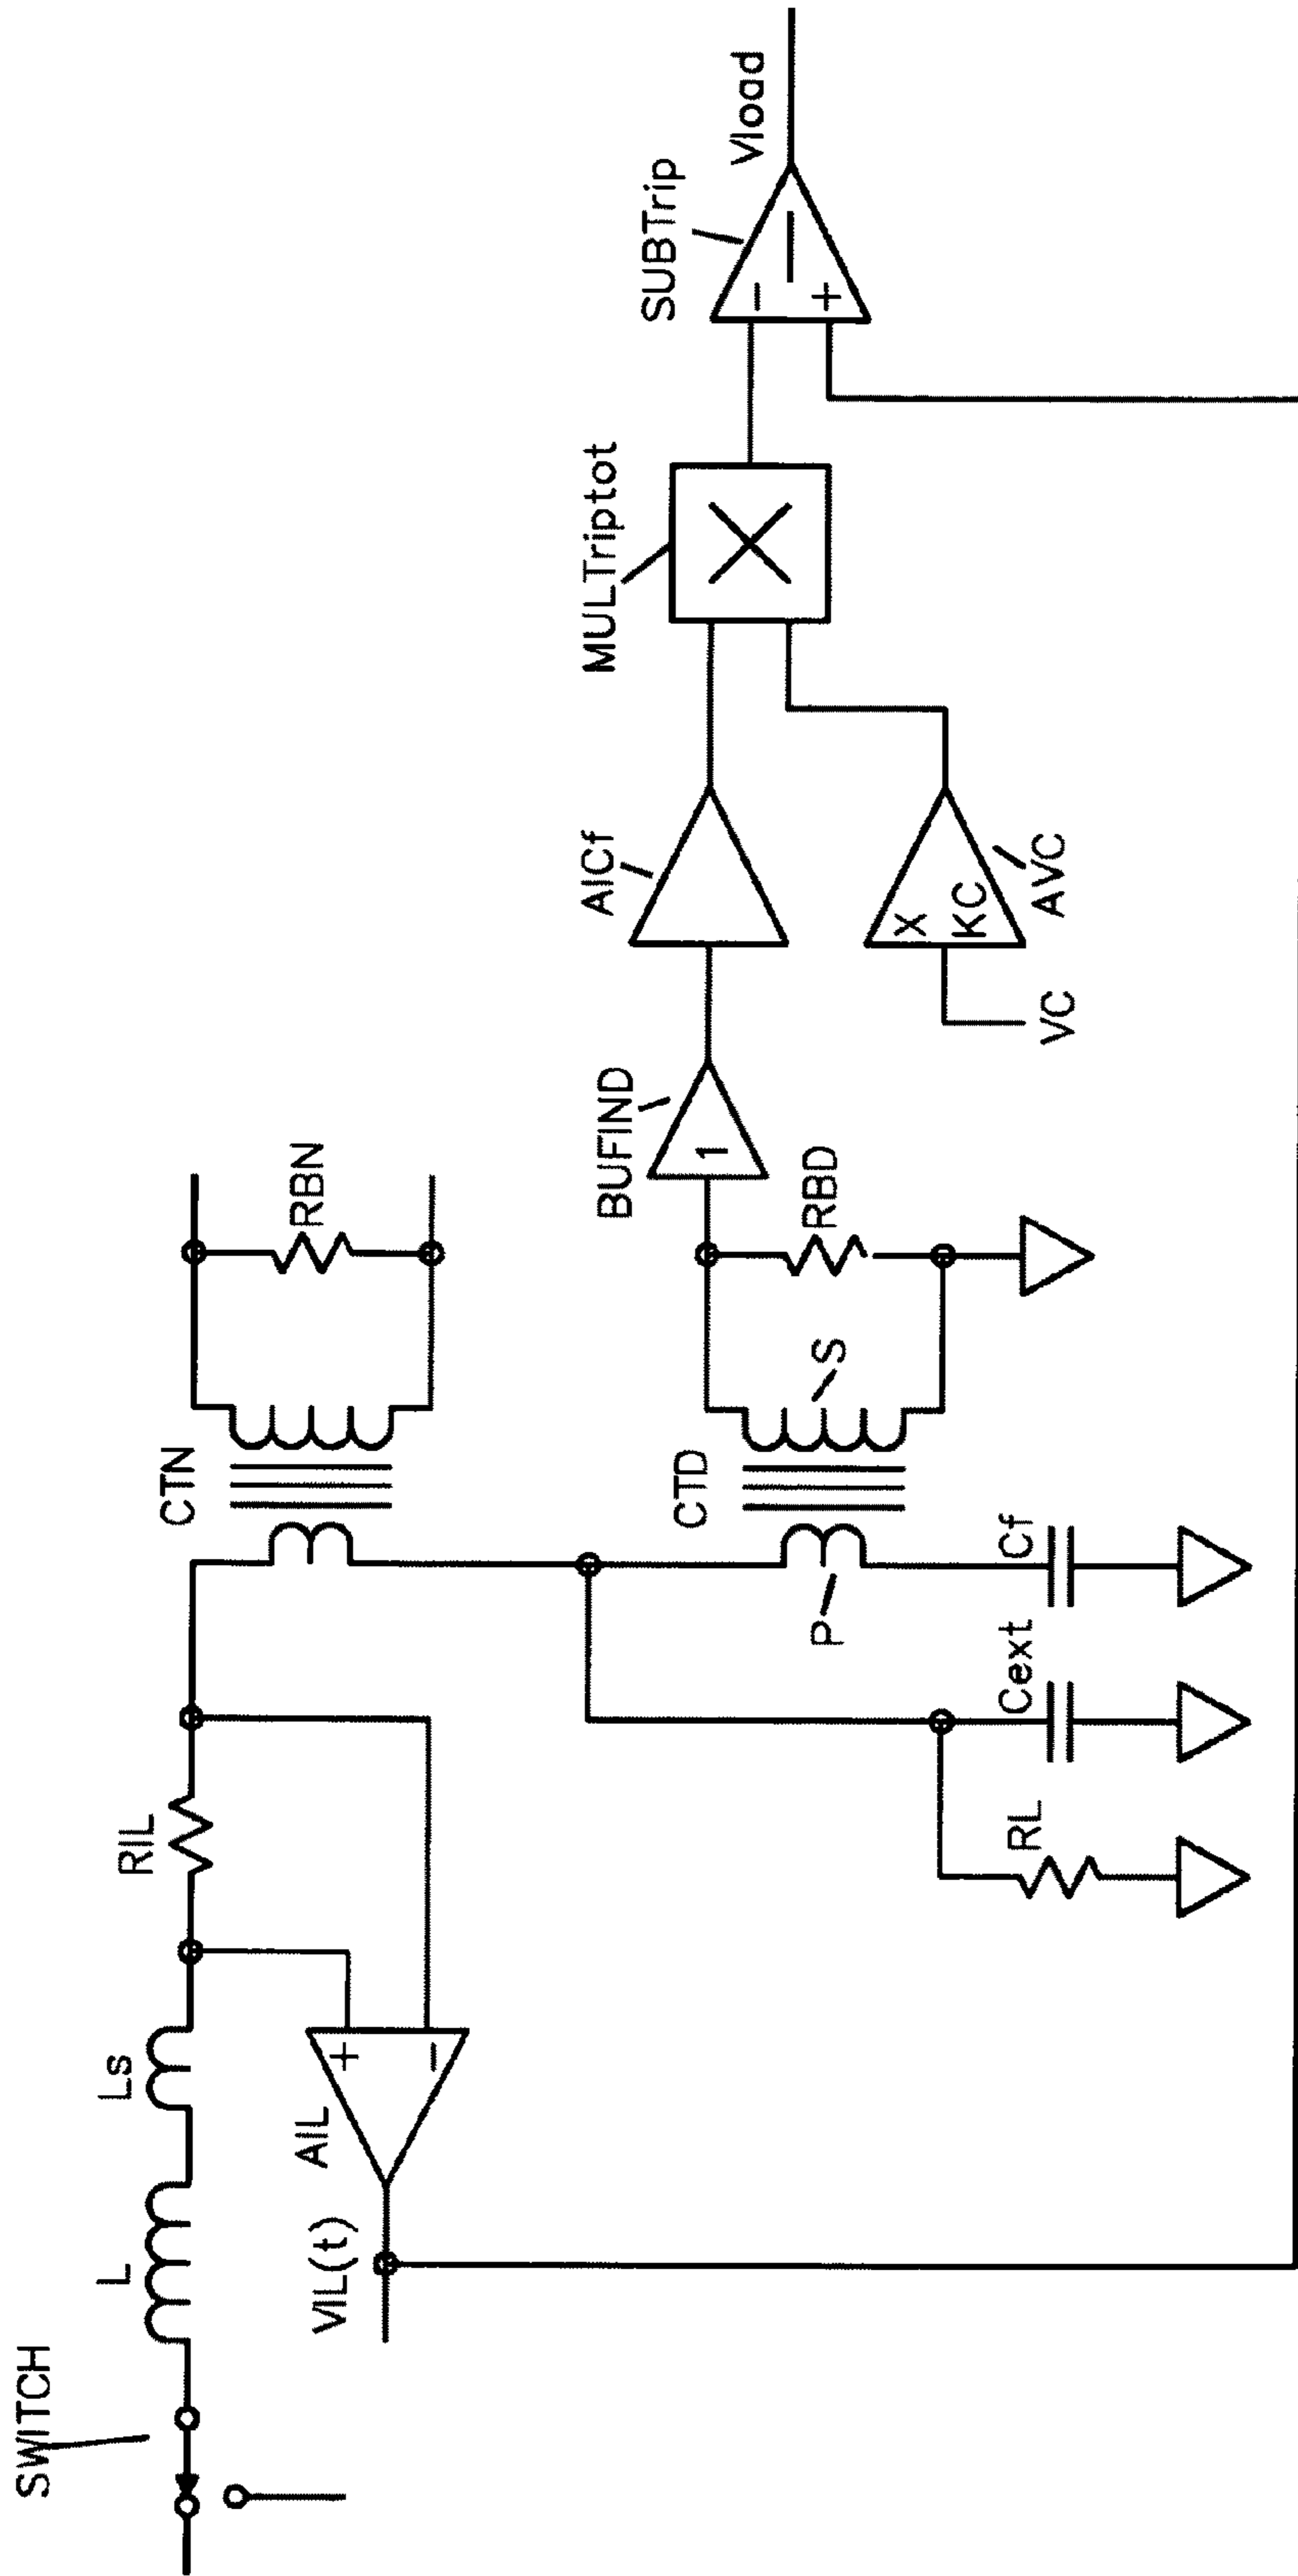 SWITCH
L
Ls
RIL
CTN
RBN
AIL
+
-
VIL(t)
CTD
P
S
RBD
BUFIND
1
AICf
MULTriptot
X
SUBTrip
-
+
Vload
VC
X
KC
AVC
RL
Cext
Cf